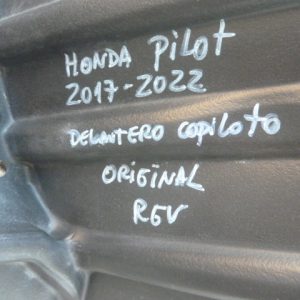 HONDA PILOT
2017-2022
DELANTERO COPILOTO
ORIGINAL
REV